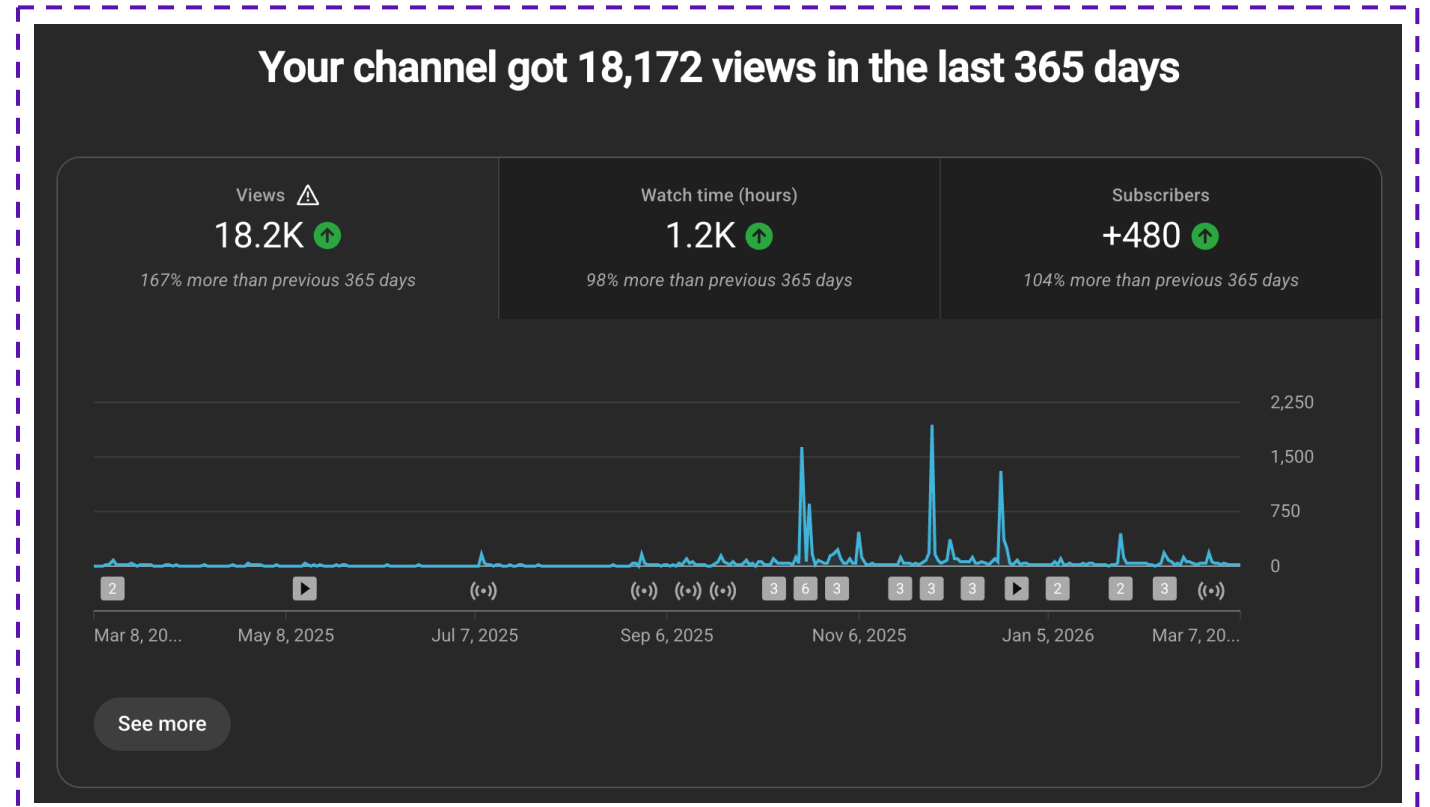 Your channel got 18,172 views in the last 365 days
Views
18.2K
167% more than previous 365 days
Watch time (hours)
1.2K
98% more than previous 365 days
Subscribers
+480
104% more than previous 365 days
2,250
1,500
750
0
2 3 6 3 3 3 3 2 2 3
Mar 8, 20... May 8, 2025 Jul 7, 2025 Sep 6, 2025 Nov 6, 2025 Jan 5, 2026 Mar 7, 20...
See more